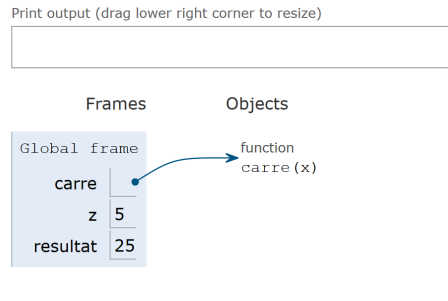 Print output (drag lower right corner to resize)
Frames
Objects
Global frame
function
carre(x)
carre
z 5
resultat 25